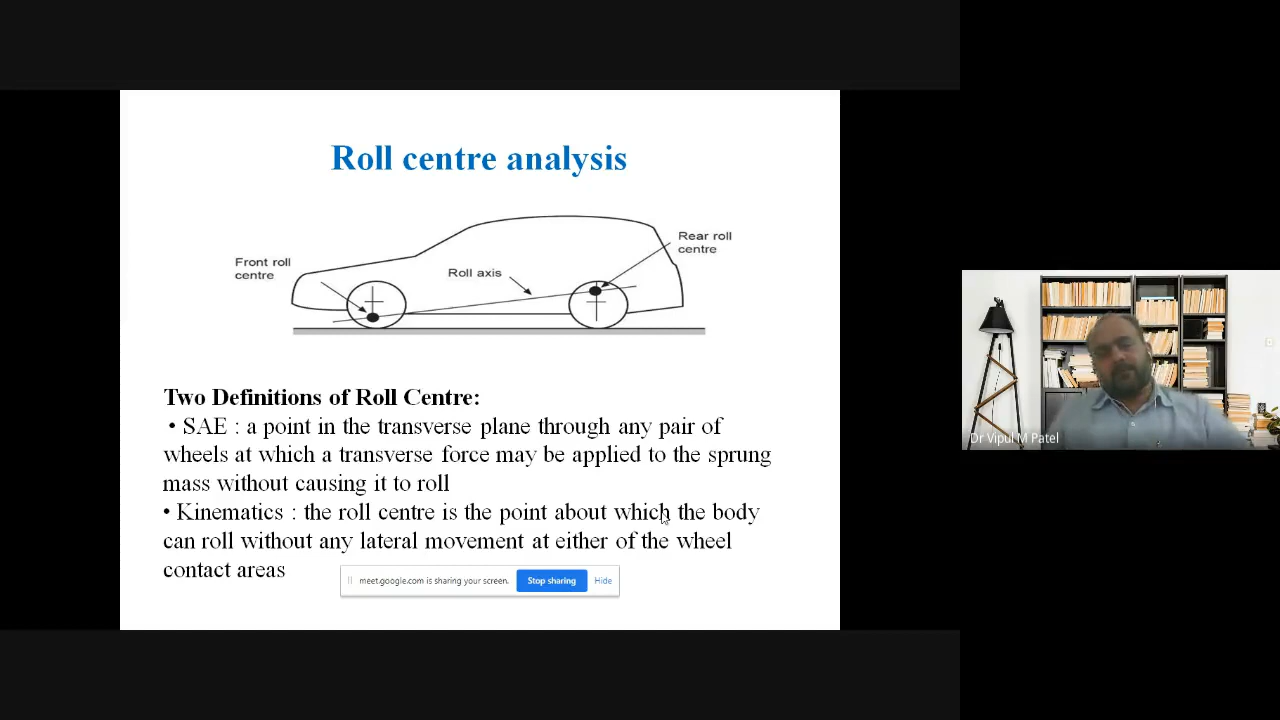 Roll centre analysis
Rear roll
centre
Front roll
centre
Roll axis
Two Definitions of Roll Centre:
• SAE : a point in the transverse plane through any pair of
wheels at which a transverse force may be applied to the sprung
mass without causing it to roll
• Kinematics : the roll centre is the point about which the body
can roll without any lateral movement at either of the wheel
contact areas
meet.google.com is sharing your screen.
Stop sharing
Hide
Dr Vipul M Patel